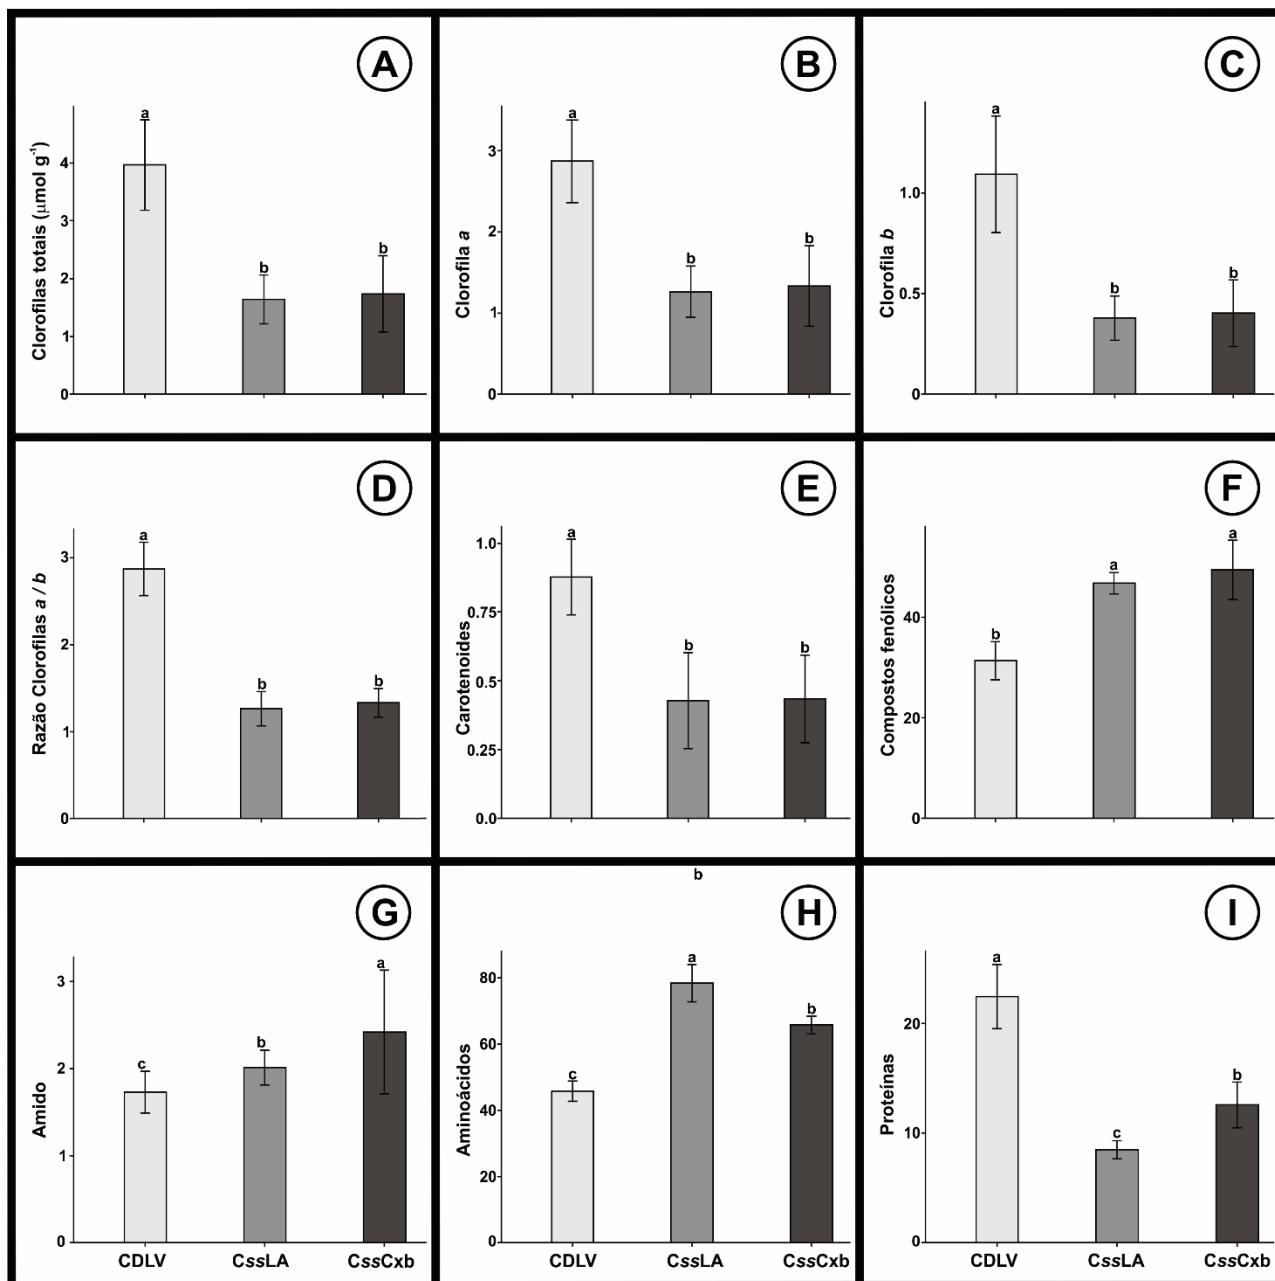 A
Clorofilas totais (μmol g⁻¹)
4
3
2
1
0
a
b
b
B
Clorofila a
3
2
1
0
a
b
b
C
Clorofila b
1.0
0.5
0
a
b
b
D
Razão Clorofilas a / b
3
2
1
0
a
b
b
E
Carotenoides
1.0
0.75
0.5
0.25
0.0
a
b
b
F
Compostos fenólicos
40
20
0
b
a
a
G
Amido
3
2
1
0
c
b
a
CDLV
CssLA
CssCxb
b
H
Aminoácidos
80
60
40
20
0
c
a
b
CDLV
CssLA
CssCxb
I
Proteínas
20
10
0
a
c
b
CDLV
CssLA
CssCxb